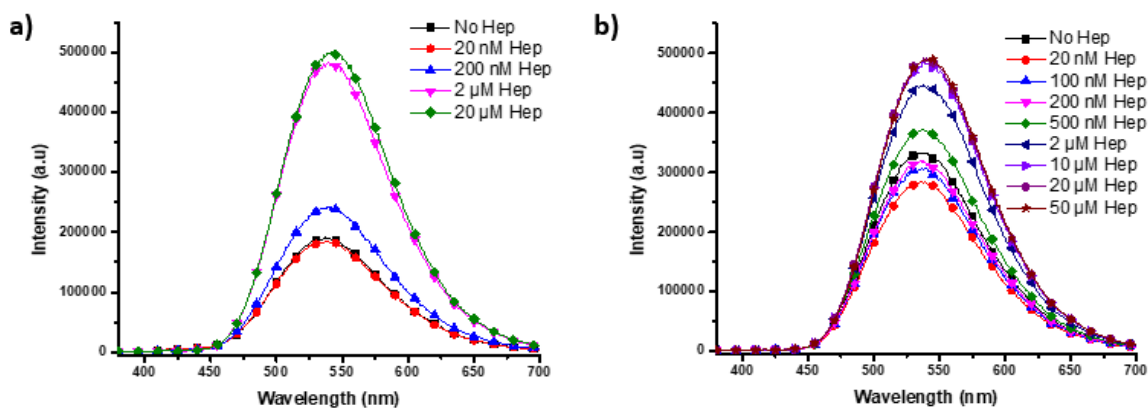 a)
Intensity (a.u)
500000
400000
300000
200000
100000
0
400 450 500 550 600 650 700
Wavelength (nm)
No Hep
20 nM Hep
200 nM Hep
2 µM Hep
20 µM Hep
b)
Intensity (a.u)
500000
400000
300000
200000
100000
0
400 450 500 550 600 650 700
Wavelength (nm)
No Hep
20 nM Hep
100 nM Hep
200 nM Hep
500 nM Hep
2 µM Hep
10 µM Hep
20 µM Hep
50 µM Hep